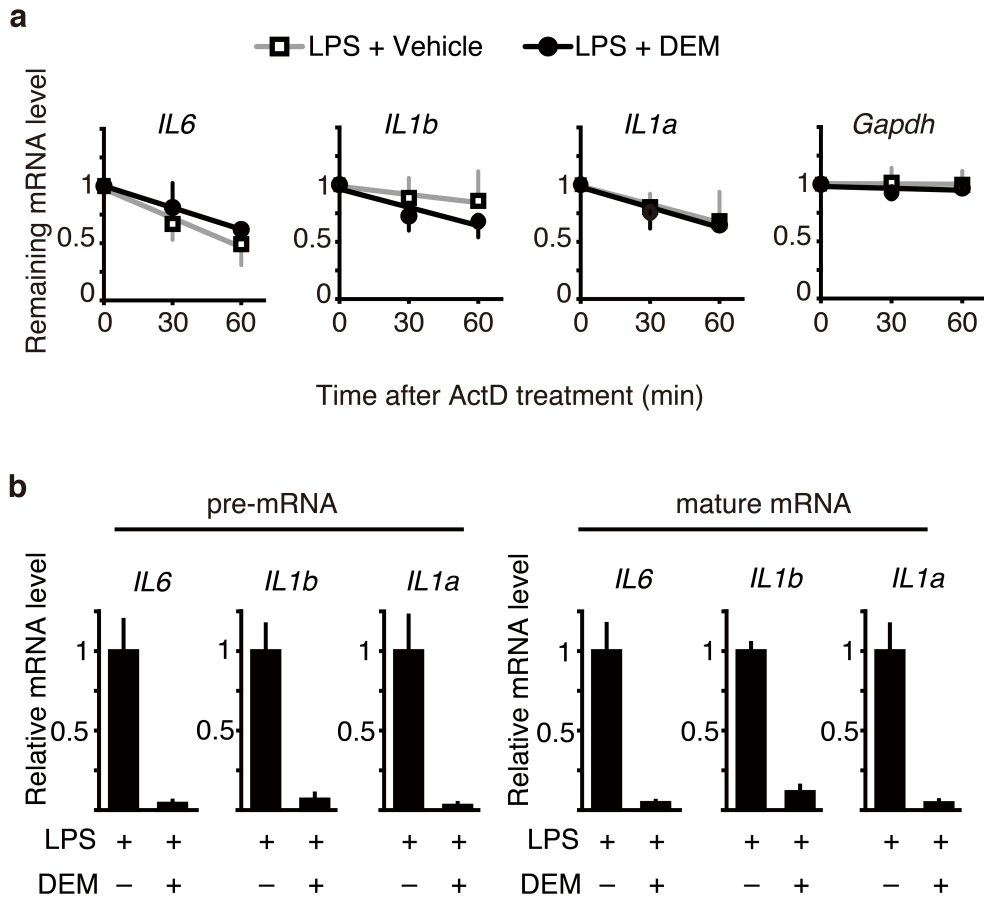 a
LPS + Vehicle LPS + DEM
Remaining mRNA level
IL6 IL1b IL1a Gapdh
1 1 1 1
0.5 0.5 0.5 0.5
0 0 0 0
0 30 60 0 30 60 0 30 60 0 30 60
Time after ActD treatment (min)
b
pre-mRNA mature mRNA
Relative mRNA level Relative mRNA level
IL6 IL1b IL1a IL6 IL1b IL1a
1 1 1 1 1 1
0.5 0.5 0.5 0.5 0.5 0.5
LPS + + + + + + LPS + + + + + +
DEM – + – + – + DEM – + – + – +